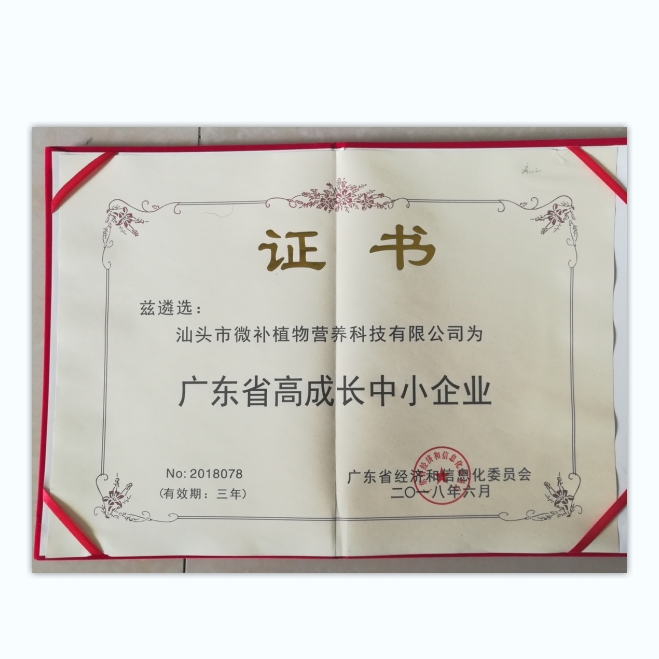 证 书
兹遴选：
汕头市微补植物营养科技有限公司为
广东省高成长中小企业
No: 2018078
(有效期：三年)
广东省经济和信息化委员会
二〇一八年六月